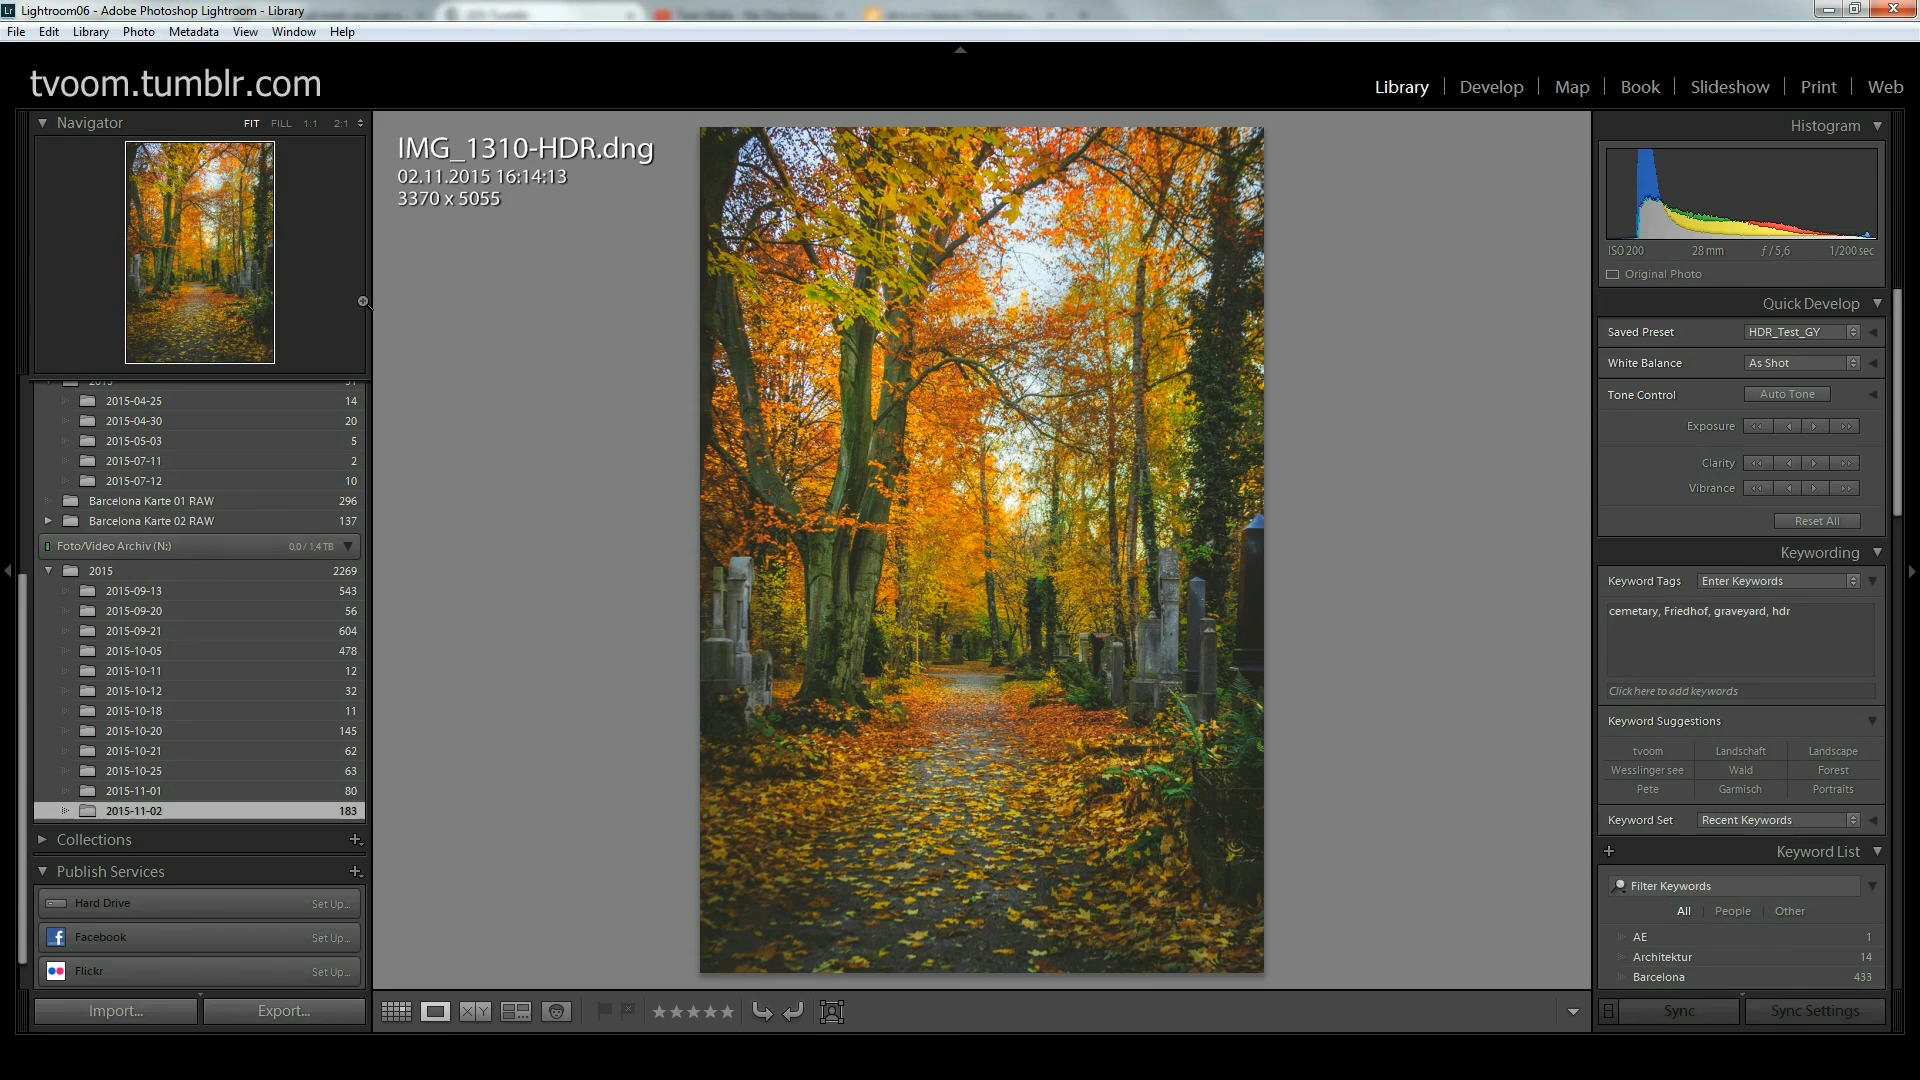 Lightroom06 - Adobe Photoshop Lightroom - Library
File Edit Library Photo Metadata View Window Help
tvoom.tumblr.com
Library Develop Map Book Slideshow Print Web
Navigator FIT FILL 1:1 2:1
IMG_1310-HDR.dng
02.11.2015 16:14:13
3370 x 5055
2015 51
2015-04-25 14
2015-04-30 20
2015-05-03 5
2015-07-11 2
2015-07-12 10
Barcelona Karte 01 RAW 296
Barcelona Karte 02 RAW 137
Foto/Video Archiv (N:) 0,0 / 1,4 TB
2015 2269
2015-09-13 543
2015-09-20 56
2015-09-21 604
2015-10-05 478
2015-10-11 12
2015-10-12 32
2015-10-18 11
2015-10-20 145
2015-10-21 62
2015-10-25 63
2015-11-01 80
2015-11-02 183
Collections
Publish Services
Hard Drive Set Up...
Facebook Set Up...
Flickr Set Up...
Import... Export...
XY
Histogram
ISO 200 28 mm ƒ / 5,6 1/200 sec
Original Photo
Quick Develop
Saved Preset HDR_Test_GY
White Balance As Shot
Tone Control Auto Tone
Exposure
Clarity
Vibrance
Reset All
Keywording
Keyword Tags Enter Keywords
cemetary, Friedhof, graveyard, hdr
Click here to add keywords
Keyword Suggestions
tvoom Landschaft Landscape
Wesslinger see Wald Forest
Pete Garmisch Portraits
Keyword Set Recent Keywords
Keyword List
Filter Keywords
All People Other
AE 1
Architektur 14
Barcelona 433
Sync Sync Settings